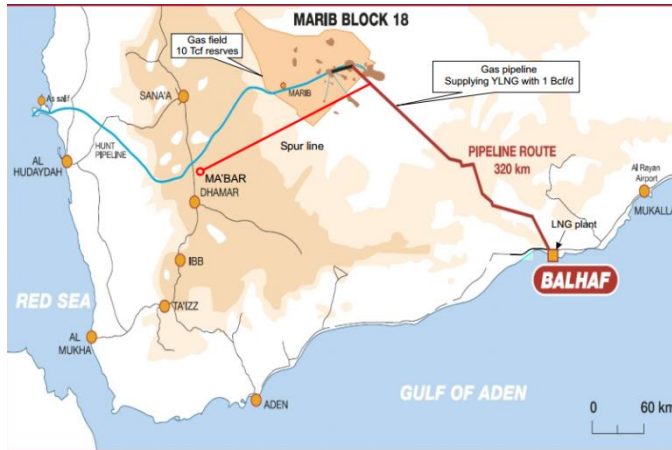 MARIB BLOCK 18
Gas field
10 Tcf resrves
Gas pipeline
Supplying YLNG with 1 Bcf/d
As salif
SANA'A
MARIB
HUNT
PIPELINE
Spur line
PIPELINE ROUTE
320 km
AL
HUDAYDAH
MA'BAR
DHAMAR
Al Rayan
Airport
MUKALLA
LNG plant
IBB
BALHAF
RED SEA
TA'IZZ
AL
MUKHA
GULF OF ADEN
ADEN
0 60 km